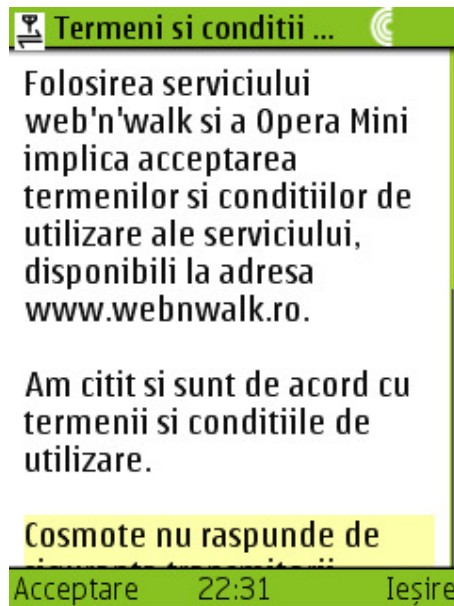 Termeni si conditii ...
Folosirea serviciului
web'n'walk si a Opera Mini
implica acceptarea
termenilor si conditiilor de
utilizare ale serviciului,
disponibili la adresa
www.webnwalk.ro.
Am citit si sunt de acord cu
termenii si conditiile de
utilizare.
Cosmote nu raspunde de
Acceptare 22:31 Ieșire